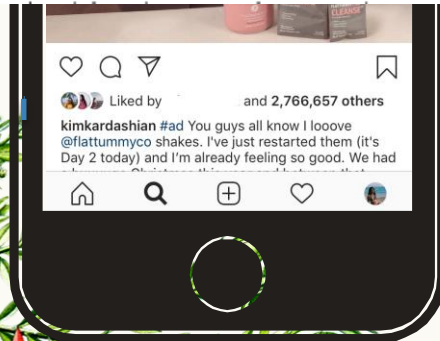 CLEANSE
Liked by and 2,766,657 others
kimkardashian #ad You guys all know I looove
@flattummyco shakes. I've just restarted them (it's
Day 2 today) and I'm already feeling so good. We had